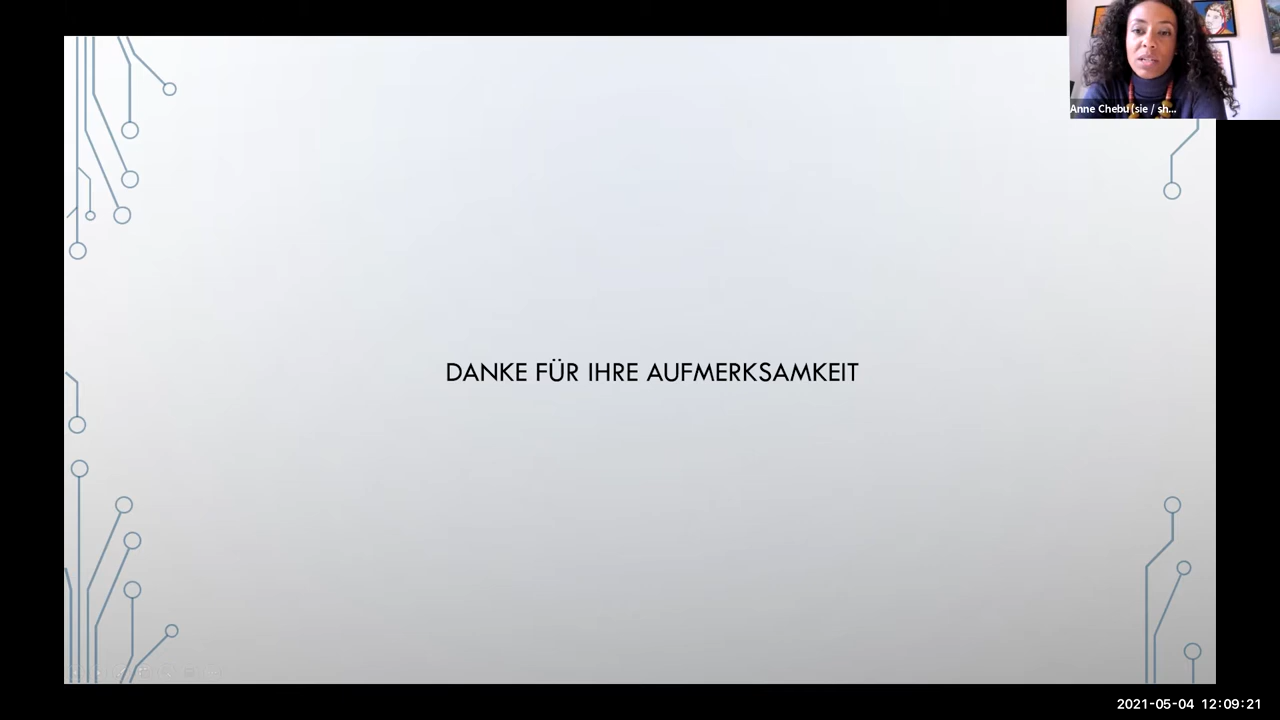 Anne Chebu (sie / sh...
DANKE FÜR IHRE AUFMERKSAMKEIT
2021-05-04 12:09:21